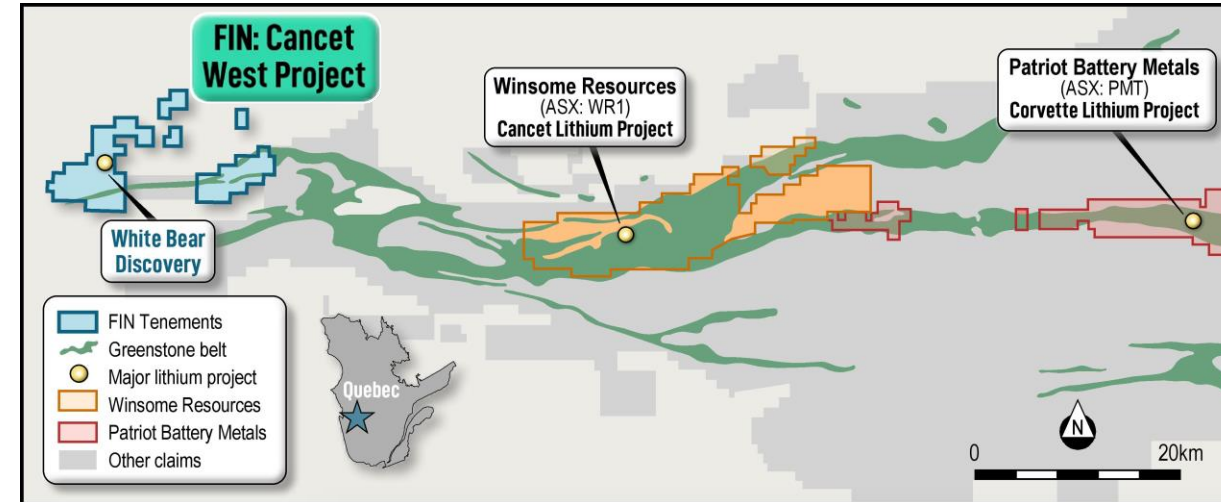 FIN: Cancet
West Project
Winsome Resources
(ASX: WR1)
Cancet Lithium Project
Patriot Battery Metals
(ASX: PMT)
Corvette Lithium Project
White Bear
Discovery
FIN Tenements
Greenstone belt
Major lithium project
Winsome Resources
Patriot Battery Metals
Other claims
Quebec
N
0 20km